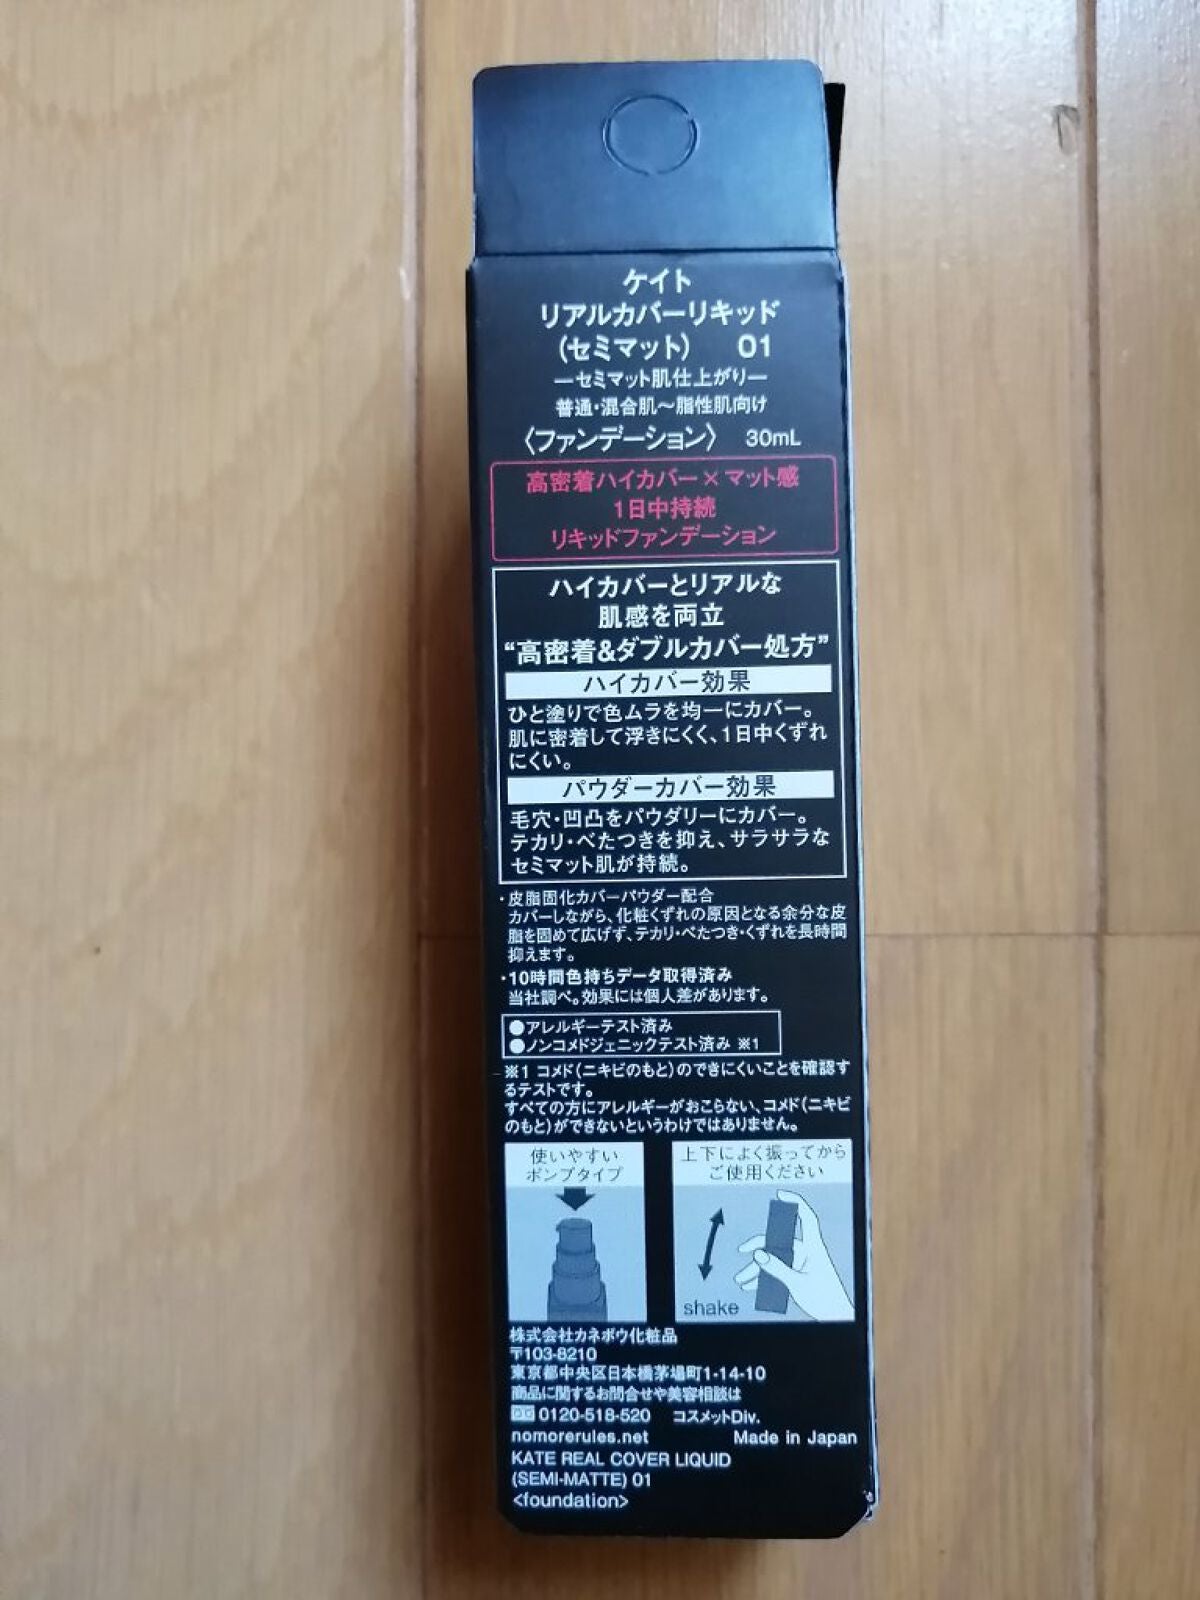 ケイト
リアルカバーリキッド
(セミマット) 01
—セミマット肌仕上がり—
普通・混合肌〜脂性肌向け
〈ファンデーション〉 30mL
高密着ハイカバー×マット感
1日中持続
リキッドファンデーション
ハイカバーとリアルな
肌感を両立
“高密着&ダブルカバー処方”
ハイカバー効果
ひと塗りで色ムラを均一にカバー。
肌に密着して浮きにくく、1日中くずれ
にくい。
パウダーカバー効果
毛穴・凹凸をパウダリーにカバー。
テカリ・べたつきを抑え、サラサラな
セミマット肌が持続。
・皮脂固化カバーパウダー配合
カバーしながら、化粧くずれの原因となる余分な皮
脂を固めて広げず、テカリ・べたつき・くずれを長時間
抑えます。
・10時間色持ちデータ取得済み
当社調べ。効果には個人差があります。
●アレルギーテスト済み
●ノンコメドジェニックテスト済み ※1
※1 コメド(ニキビのもと)のできにくいことを確認す
るテストです。
すべての方にアレルギーがおこらない、コメド(ニキビ
のもと)ができないというわけではありません。
使いやすい
ポンプタイプ
上下によく振ってから
ご使用ください
shake
株式会社カネボウ化粧品
〒103-8210
東京都中央区日本橋茅場町1-14-10
商品に関するお問合せや美容相談は
0120-518-520 コスメットDiv.
nomorerules.net Made in Japan
KATE REAL COVER LIQUID
(SEMI-MATTE) 01
<foundation>